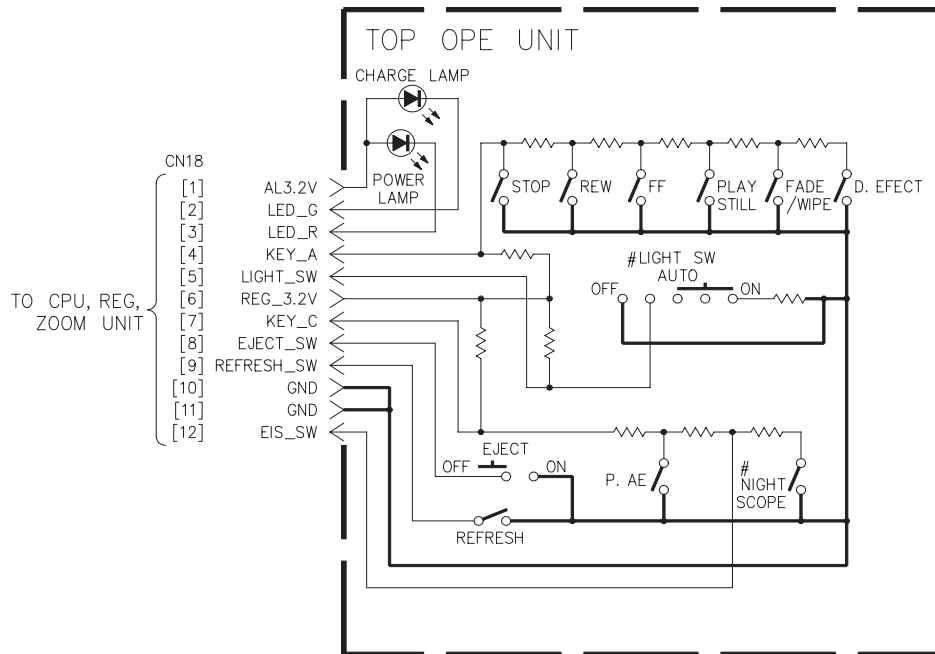 TOP OPE UNIT
CHARGE LAMP
POWER
LAMP
CN18
[1] AL3.2V
[2] LED_G
[3] LED_R
[4] KEY_A
[5] LIGHT_SW
[6] REG_3.2V
[7] KEY_C
[8] EJECT_SW
[9] REFRESH_SW
[10] GND
[11] GND
[12] EIS_SW
TO CPU, REG,
ZOOM UNIT
STOP
REW
FF
PLAY
STILL
FADE
/WIPE
D. EFECT
#LIGHT SW
AUTO
OFF
ON
EJECT
OFF
ON
REFRESH
P. AE
#
NIGHT
SCOPE